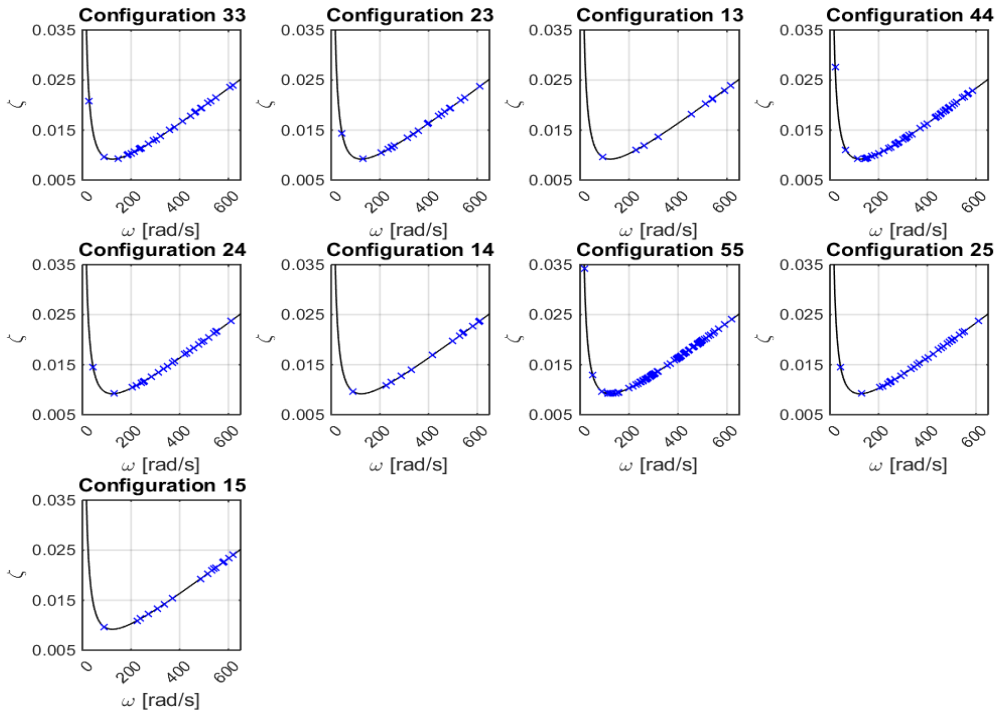 Configuration 33
Configuration 23
Configuration 13
Configuration 44
0.035
0.025
0.015
0.005
ζ
0
200
400
600
ω [rad/s]
0.035
0.025
0.015
0.005
ζ
0
200
400
600
ω [rad/s]
0.035
0.025
0.015
0.005
ζ
0
200
400
600
ω [rad/s]
0.035
0.025
0.015
0.005
ζ
0
200
400
600
ω [rad/s]
Configuration 24
Configuration 14
Configuration 55
Configuration 25
0.035
0.025
0.015
0.005
ζ
0
200
400
600
ω [rad/s]
0.035
0.025
0.015
0.005
ζ
0
200
400
600
ω [rad/s]
0.035
0.025
0.015
0.005
ζ
0
200
400
600
ω [rad/s]
0.035
0.025
0.015
0.005
ζ
0
200
400
600
ω [rad/s]
Configuration 15
0.035
0.025
0.015
0.005
ζ
0
200
400
600
ω [rad/s]